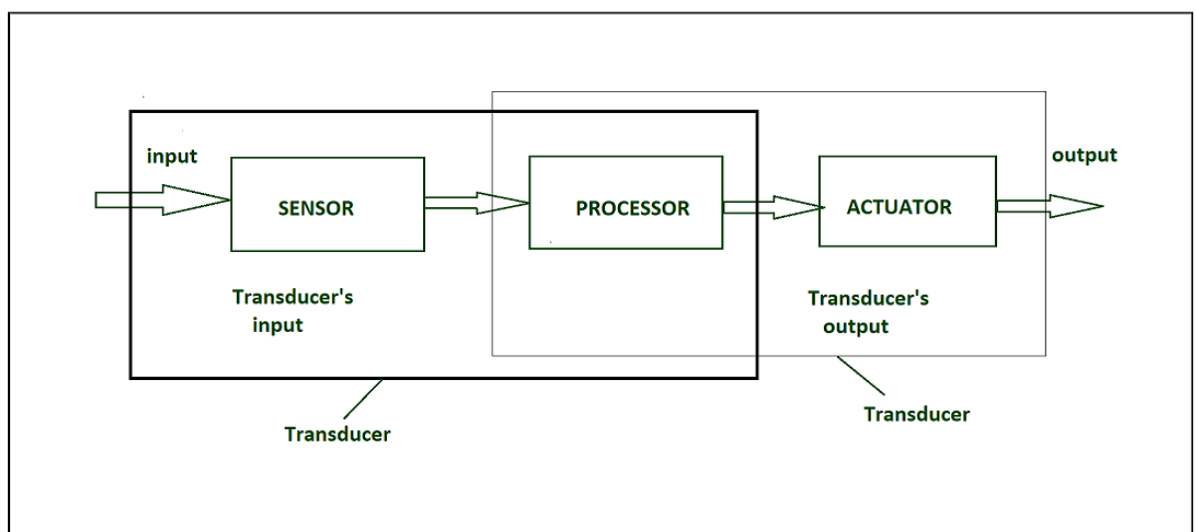 input
output
SENSOR
PROCESSOR
ACTUATOR
Transducer's
input
Transducer's
output
Transducer
Transducer